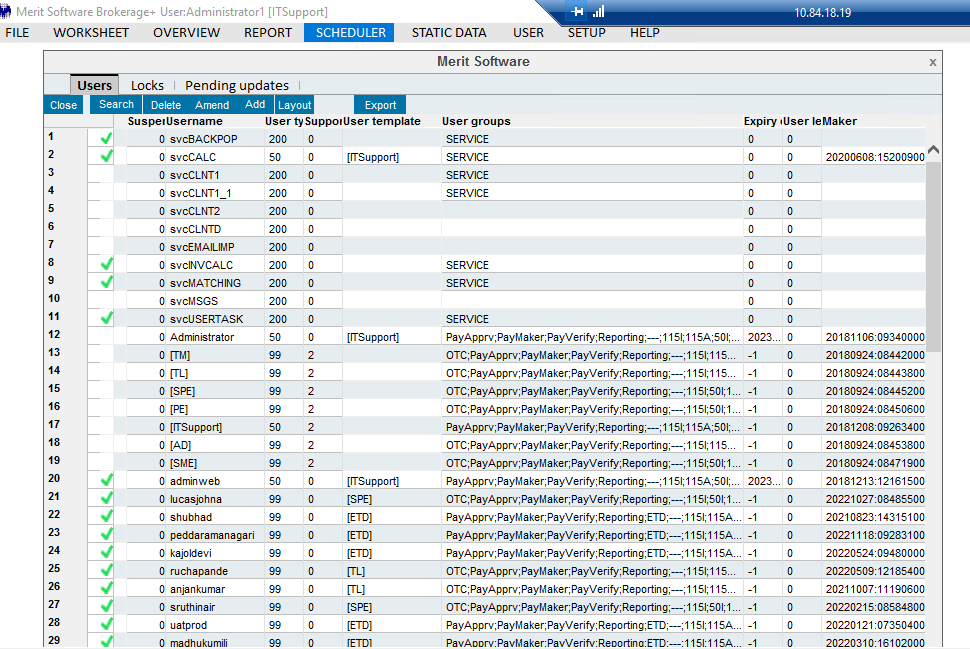 Merit Software Brokerage+ User:Administrator1 [ITSupport]
10.84.18.19
FILE WORKSHEET OVERVIEW REPORT SCHEDULER STATIC DATA USER SETUP HELP
Merit Software x
Users Locks Pending updates
Close Search Delete Amend Add Layout Export
Susper Username User ty Suppor User template User groups Expiry User le Maker
1 0 svcBACKPOP 200 0 SERVICE 0 0
2 0 svcCALC 50 0 [ITSupport] SERVICE 0 0 20200608:15200900
3 0 svcCLNT1 200 0 SERVICE 0 0
4 0 svcCLNT1_1 200 0 SERVICE 0 0
5 0 svcCLNT2 200 0 0 0
6 0 svcCLNTD 200 0 0 0
7 0 svcEMAILIMP 200 0 0 0
8 0 svcINVCALC 200 0 SERVICE 0 0
9 0 svcMATCHING 200 0 SERVICE 0 0
10 0 svcMSGS 200 0 0 0
11 0 svcUSERTASK 200 0 SERVICE 0 0
12 0 Administrator 50 0 [ITSupport] PayApprv;PayMaker;PayVerify;Reporting;---;115I;115A;50I;... 2023... 0 20181106:09340000
13 0 [TM] 99 2 OTC;PayApprv;PayMaker;PayVerify;Reporting;---;115I;115... -1 0 20180924:08442000
14 0 [TL] 99 2 OTC;PayApprv;PayMaker;PayVerify;Reporting;---;115I;115... -1 0 20180924:08443800
15 0 [SPE] 99 2 OTC;PayApprv;PayMaker;PayVerify;Reporting;---;115I;50I;1... -1 0 20180924:08445200
16 0 [PE] 99 2 OTC;PayApprv;PayMaker;PayVerify;Reporting;---;115I;50I;1... -1 0 20180924:08450600
17 0 [ITSupport] 50 2 PayApprv;PayMaker;PayVerify;Reporting;---;115I;115A;50I;... -1 0 20181208:09263400
18 0 [AD] 99 2 OTC;PayApprv;PayMaker;PayVerify;Reporting;---;115I;115... -1 0 20180924:08453800
19 0 [SME] 99 2 OTC;PayApprv;PayMaker;PayVerify;Reporting;---;115I;50I;1... -1 0 20180924:08471900
20 0 adminweb 50 0 [ITSupport] PayApprv;PayMaker;PayVerify;Reporting;---;115I;115A;50I;... 2023... 0 20181213:12161500
21 0 lucasjohna 99 0 [SPE] OTC;PayApprv;PayMaker;PayVerify;Reporting;---;115I;50I;1... -1 0 20221027:08485500
22 0 shubhad 99 0 [ETD] PayApprv;PayMaker;PayVerify;Reporting;ETD;---;115I;115A... -1 0 20210823:14315100
23 0 peddaramanagari 99 0 [ETD] PayApprv;PayMaker;PayVerify;Reporting;ETD;---;115I;115A... -1 0 20221118:09283100
24 0 kajoldevi 99 0 [ETD] PayApprv;PayMaker;PayVerify;Reporting;ETD;---;115I;115A... -1 0 20220524:09480000
25 0 ruchapande 99 0 [TL] OTC;PayApprv;PayMaker;PayVerify;Reporting;---;115I;115... -1 0 20220509:12185400
26 0 anjankumar 99 0 [TL] OTC;PayApprv;PayMaker;PayVerify;Reporting;---;115I;115... -1 0 20211007:11190600
27 0 sruthinair 99 0 [SPE] OTC;PayApprv;PayMaker;PayVerify;Reporting;---;115I;50I;1... -1 0 20220215:08584800
28 0 uatprod 99 0 [ETD] PayApprv;PayMaker;PayVerify;Reporting;ETD;---;115I;115A... -1 0 20220121:07350400
29 0 madhukumili 99 0 [ETD] PayApprv;PayMaker;PayVerify;Reporting;ETD;---;115I;115A... -1 0 20220310:16102000